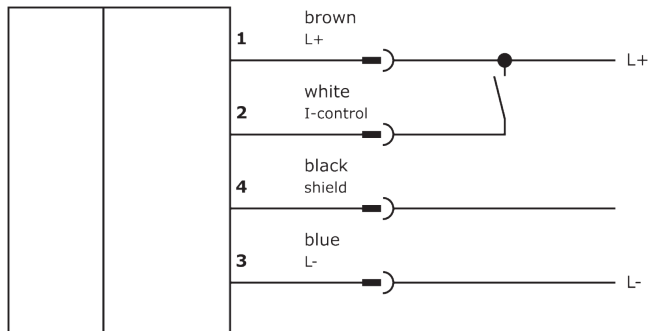 brown
1 L+
L+
white
2 I-control
black
4 shield
blue
3 L-
L-